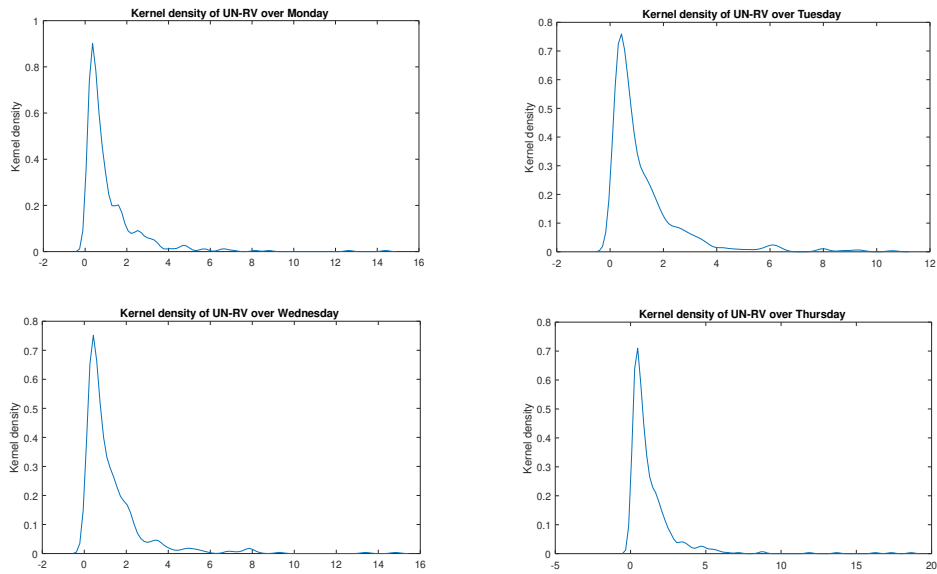 Kernel density of UN-RV over Monday
Kernel density
1
0.8
0.6
0.4
0.2
0
-2 0 2 4 6 8 10 12 14 16
Kernel density of UN-RV over Tuesday
Kernel density
0.8
0.7
0.6
0.5
0.4
0.3
0.2
0.1
0
-2 0 2 4 6 8 10 12
Kernel density of UN-RV over Wednesday
Kernel density
0.8
0.7
0.6
0.5
0.4
0.3
0.2
0.1
0
-2 0 2 4 6 8 10 12 14 16
Kernel density of UN-RV over Thursday
Kernel density
0.8
0.7
0.6
0.5
0.4
0.3
0.2
0.1
0
-5 0 5 10 15 20